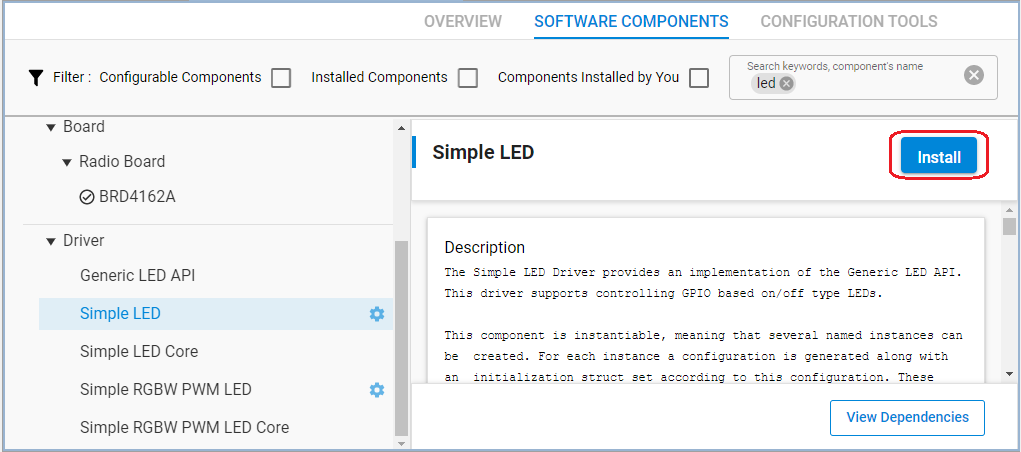 OVERVIEW SOFTWARE COMPONENTS CONFIGURATION TOOLS
Filter : Configurable Components Installed Components Components Installed by You
Search keywords, component's name
led
Board
Radio Board
BRD4162A
Driver
Generic LED API
Simple LED
Simple LED Core
Simple RGBW PWM LED
Simple RGBW PWM LED Core
Simple LED
Install
Description
The Simple LED Driver provides an implementation of the Generic LED API.
This driver supports controlling GPIO based on/off type LEDs.
This component is instantiable, meaning that several named instances can
be created. For each instance a configuration is generated along with
an initialization struct set according to this configuration. These
View Dependencies